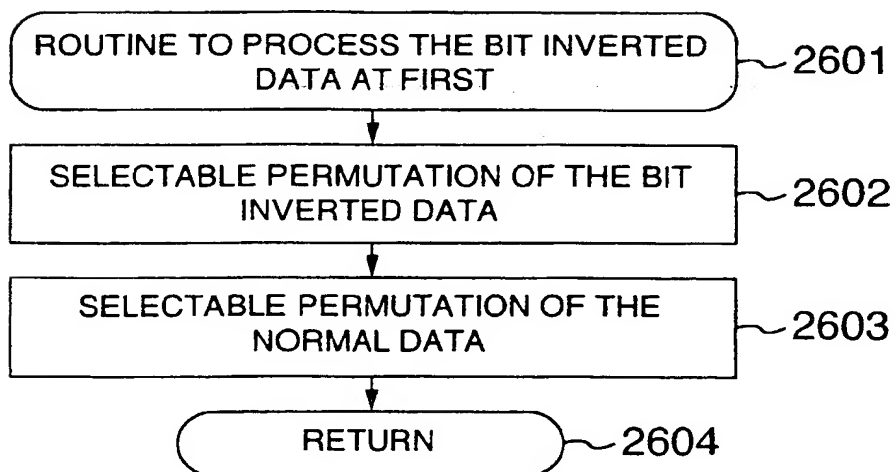 ROUTINE TO PROCESS THE BIT INVERTED
DATA AT FIRST
2601
SELECTABLE PERMUTATION OF THE BIT
INVERTED DATA
2602
SELECTABLE PERMUTATION OF THE
NORMAL DATA
2603
RETURN
2604